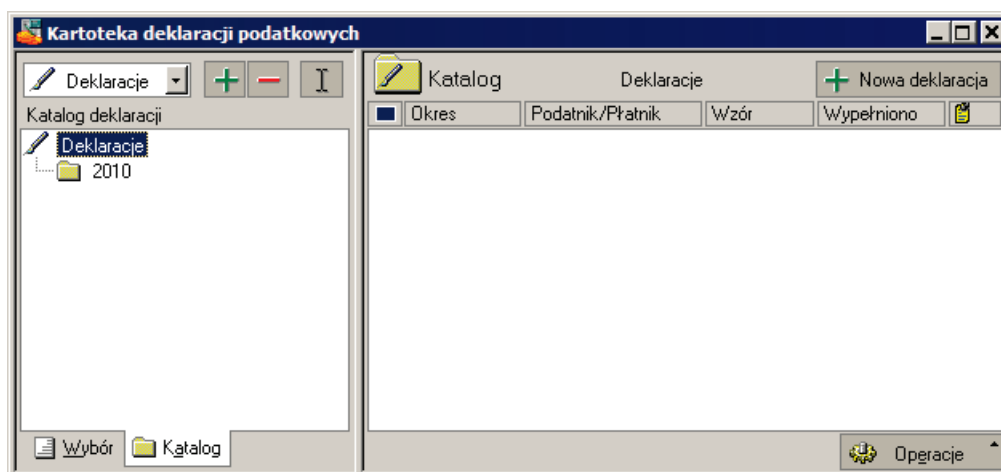 Kartoteka deklaracji podatkowych
Deklaracje
Katalog deklaracji
Deklaracje
2010
Wybór Katalog
Katalog Deklaracje Nowa deklaracja
Okres Podatnik/Płatnik Wzór Wypełniono
Operacje